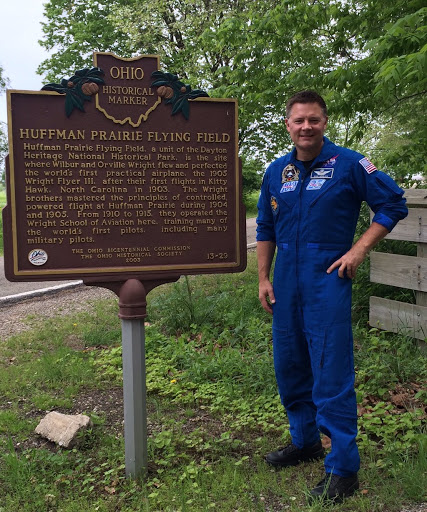 OHIO
HISTORICAL
MARKER
HUFFMAN PRAIRIE FLYING FIELD
Huffman Prairie Flying Field, a unit of the Dayton
Heritage National Historical Park, is the site
where Wilbur and Orville Wright flew and perfected
the world's first practical airplane, the 1905
Wright Flyer III, after their first flights in Kitty
Hawk, North Carolina in 1903. The Wright
brothers mastered the principles of controlled,
powered flight at Huffman Prairie during 1904
and 1905. From 1910 to 1915, they operated the
Wright School of Aviation here, training many of
the world's first pilots, including many
military pilots.
THE OHIO BICENTENNIAL COMMISSION
THE OHIO HISTORICAL SOCIETY
2003
13-29